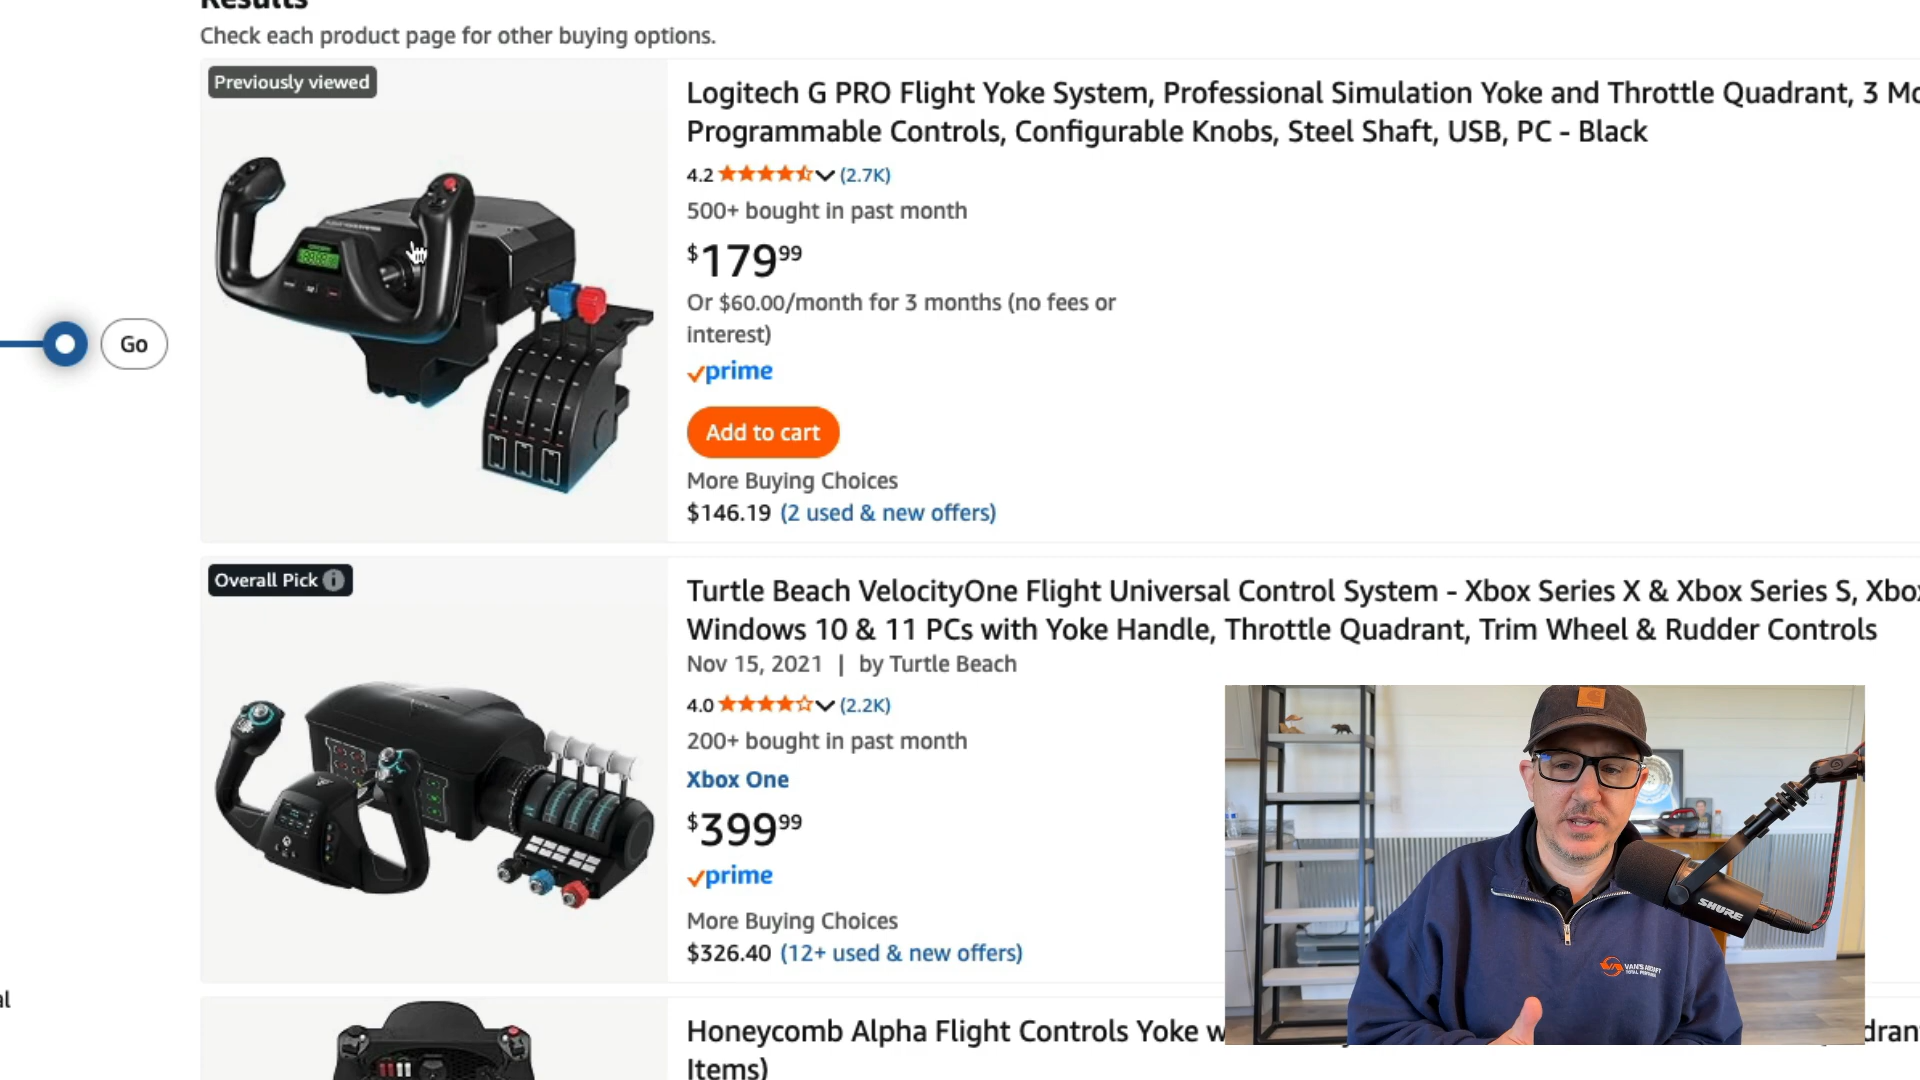 Results
Check each product page for other buying options.
Previously viewed
Logitech G PRO Flight Yoke System, Professional Simulation Yoke and Throttle Quadrant, 3 Mo
Programmable Controls, Configurable Knobs, Steel Shaft, USB, PC - Black
4.2 (2.7K)
500+ bought in past month
$179.99
Or $60.00/month for 3 months (no fees or
interest)
prime
Add to cart
More Buying Choices
$146.19 (2 used & new offers)
Go
Overall Pick
Turtle Beach VelocityOne Flight Universal Control System - Xbox Series X & Xbox Series S, Xbox
Windows 10 & 11 PCs with Yoke Handle, Throttle Quadrant, Trim Wheel & Rudder Controls
Nov 15, 2021 | by Turtle Beach
4.0 (2.2K)
200+ bought in past month
Xbox One
$399.99
prime
More Buying Choices
$326.40 (12+ used & new offers)
al
Honeycomb Alpha Flight Controls Yoke
Items)
SHURE
VAN'S AIRCRAFT